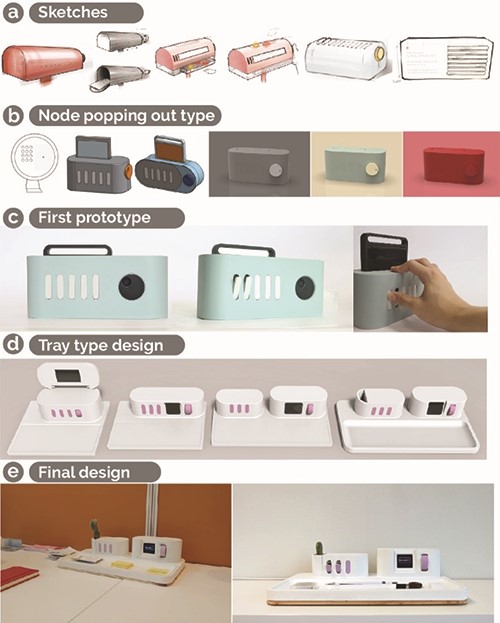 a Sketches
b Node popping out type
c First prototype
d Tray type design
e Final design